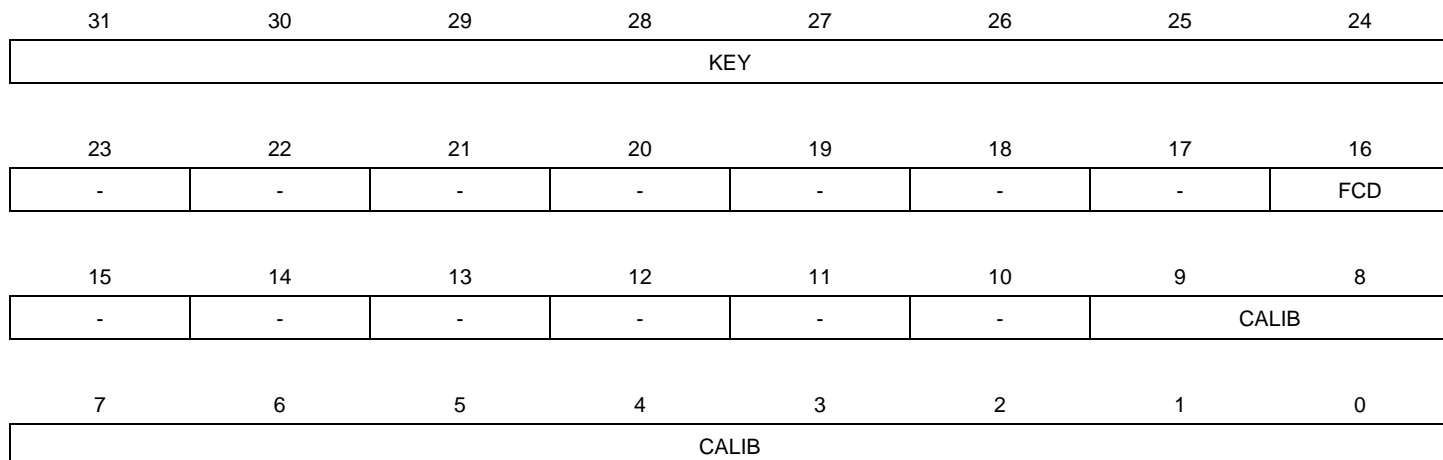 31 30 29 28 27 26 25 24
KEY
23 22 21 20 19 18 17 16
- - - - - - - FCD
15 14 13 12 11 10 9 8
- - - - - - CALIB
7 6 5 4 3 2 1 0
CALIB